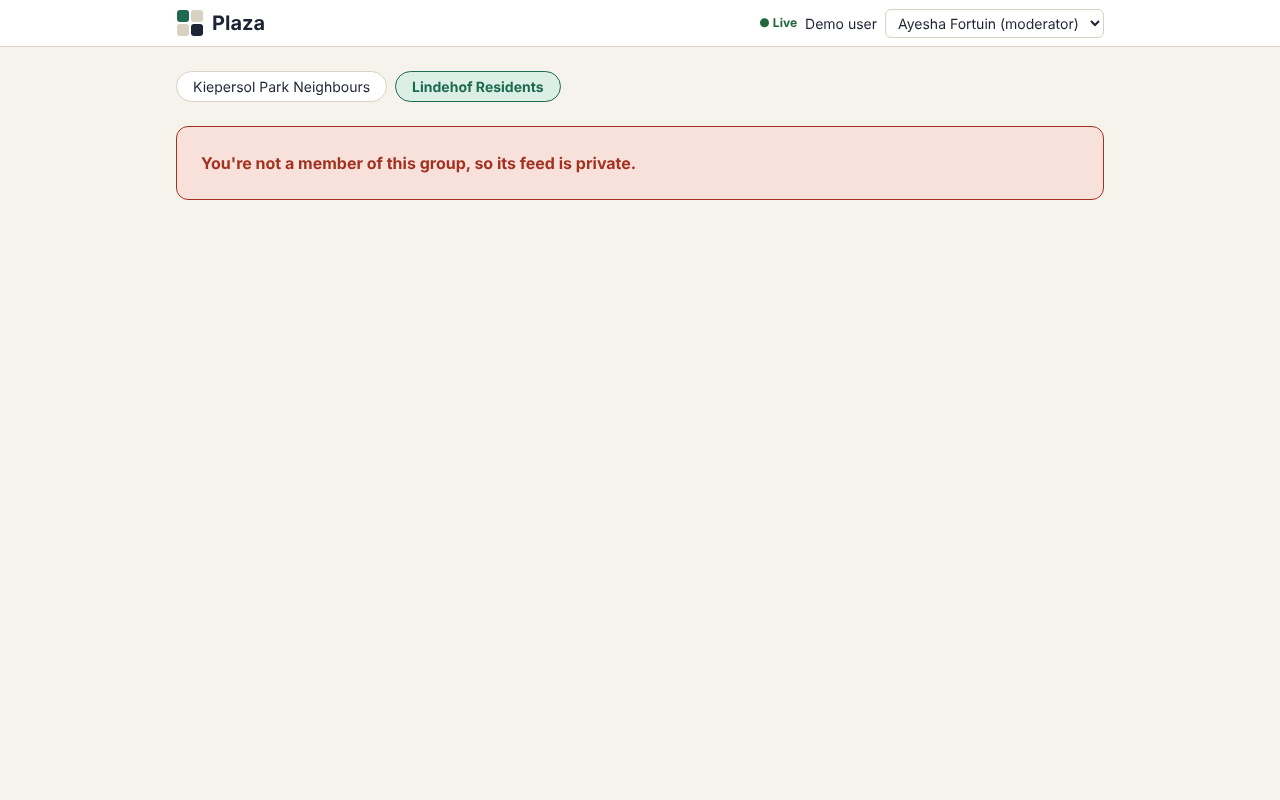 Plaza
Live Demo user Ayesha Fortuin (moderator)
Kiepersol Park Neighbours
Lindehof Residents
You're not a member of this group, so its feed is private.